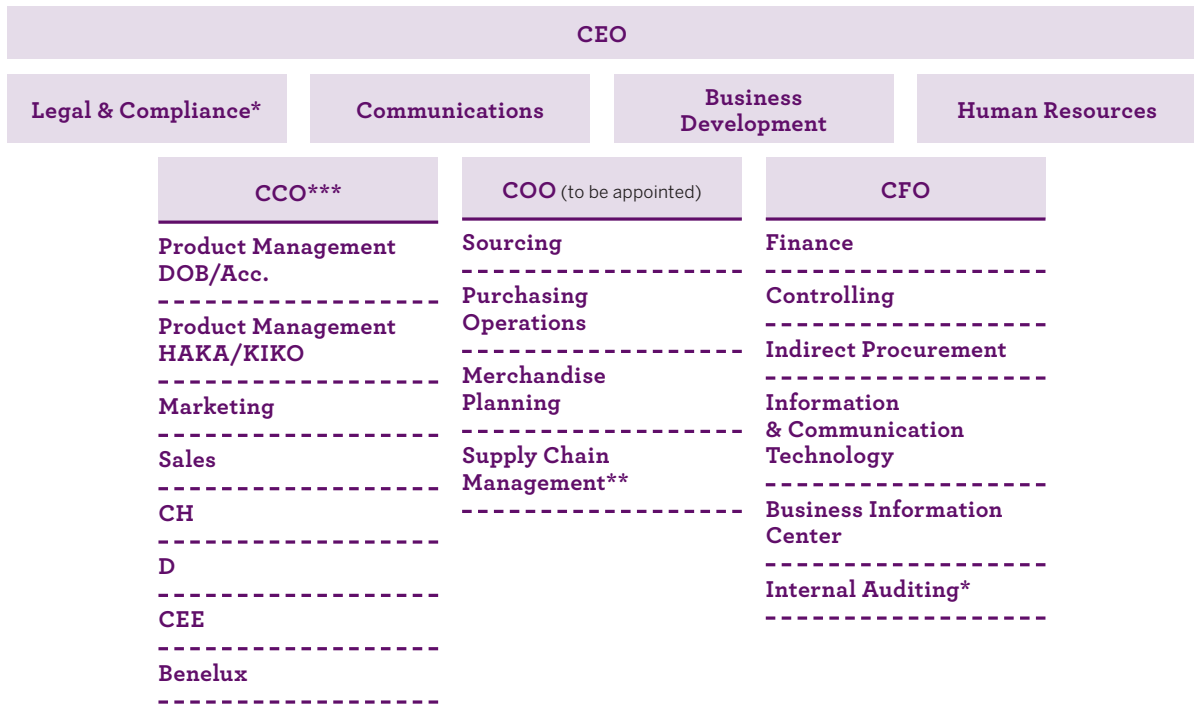 CEO
Legal & Compliance*
Communications
Business
Development
Human Resources
CCO***
Product Management
DOB/Acc.
Product Management
HAKA/KIKO
Marketing
Sales
CH
D
CEE
Benelux
COO (to be appointed)
Sourcing
Purchasing
Operations
Merchandise
Planning
Supply Chain
Management**
CFO
Finance
Controlling
Indirect Procurement
Information
& Communication
Technology
Business Information
Center
Internal Auditing*